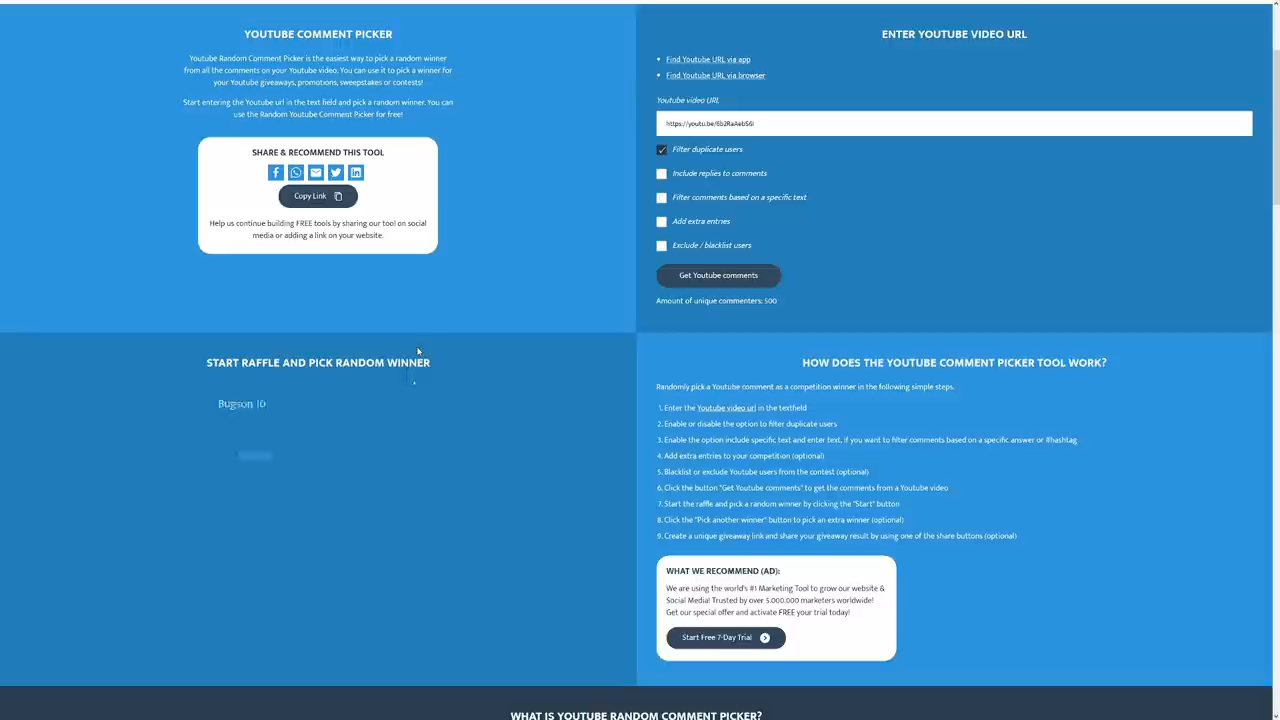 YOUTUBE COMMENT PICKER
Youtube Random Comment Picker is the easiest way to pick a random winner
from all the comments on your Youtube video. You can use it to pick a winner for
your Youtube giveaways, promotions, sweepstakes or contests!
Start entering the Youtube url in the text field and pick a random winner. You can
use the Random Youtube Comment Picker for free!
SHARE & RECOMMEND THIS TOOL
Copy Link
Help us continue building FREE tools by sharing our tool on social
media or adding a link on your website.
ENTER YOUTUBE VIDEO URL
• Find Youtube URL via app
• Find Youtube URL via browser
Youtube video URL
https://youtu.be/6b2RaAebS6I
Filter duplicate users
Include replies to comments
Filter comments based on a specific text
Add extra entries
Exclude / blacklist users
Get Youtube comments
Amount of unique commenters: 500
START RAFFLE AND PICK RANDOM WINNER
Bugson
HOW DOES THE YOUTUBE COMMENT PICKER TOOL WORK?
Randomly pick a Youtube comment as a competition winner in the following simple steps.
1. Enter the Youtube video url in the textfield
2. Enable or disable the option to filter duplicate users
3. Enable the option include specific text and enter text, if you want to filter comments based on a specific answer or #hashtag
4. Add extra entries to your competition (optional)
5. Blacklist or exclude Youtube users from the contest (optional)
6. Click the button "Get Youtube comments" to get the comments from a Youtube video
7. Start the raffle and pick a random winner by clicking the "Start" button
8. Click the "Pick another winner" button to pick an extra winner (optional)
9. Create a unique giveaway link and share your giveaway result by using one of the share buttons (optional)
WHAT WE RECOMMEND (AD):
We are using the world's #1 Marketing Tool to grow our website &
Social Media! Trusted by over 5.000.000 marketers worldwide!
Get our special offer and activate FREE your trial today!
Start Free 7-Day Trial
WHAT IS YOUTUBE RANDOM COMMENT PICKER?